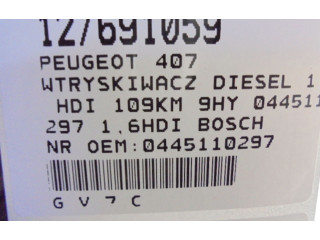 127691059
PEUGEOT 407
WTRYSKIWACZ DIESEL 1
HDI 109KM 9HY 044511
297 1.6HDI BOSCH
NR OEM:0445110297
G V 7 C